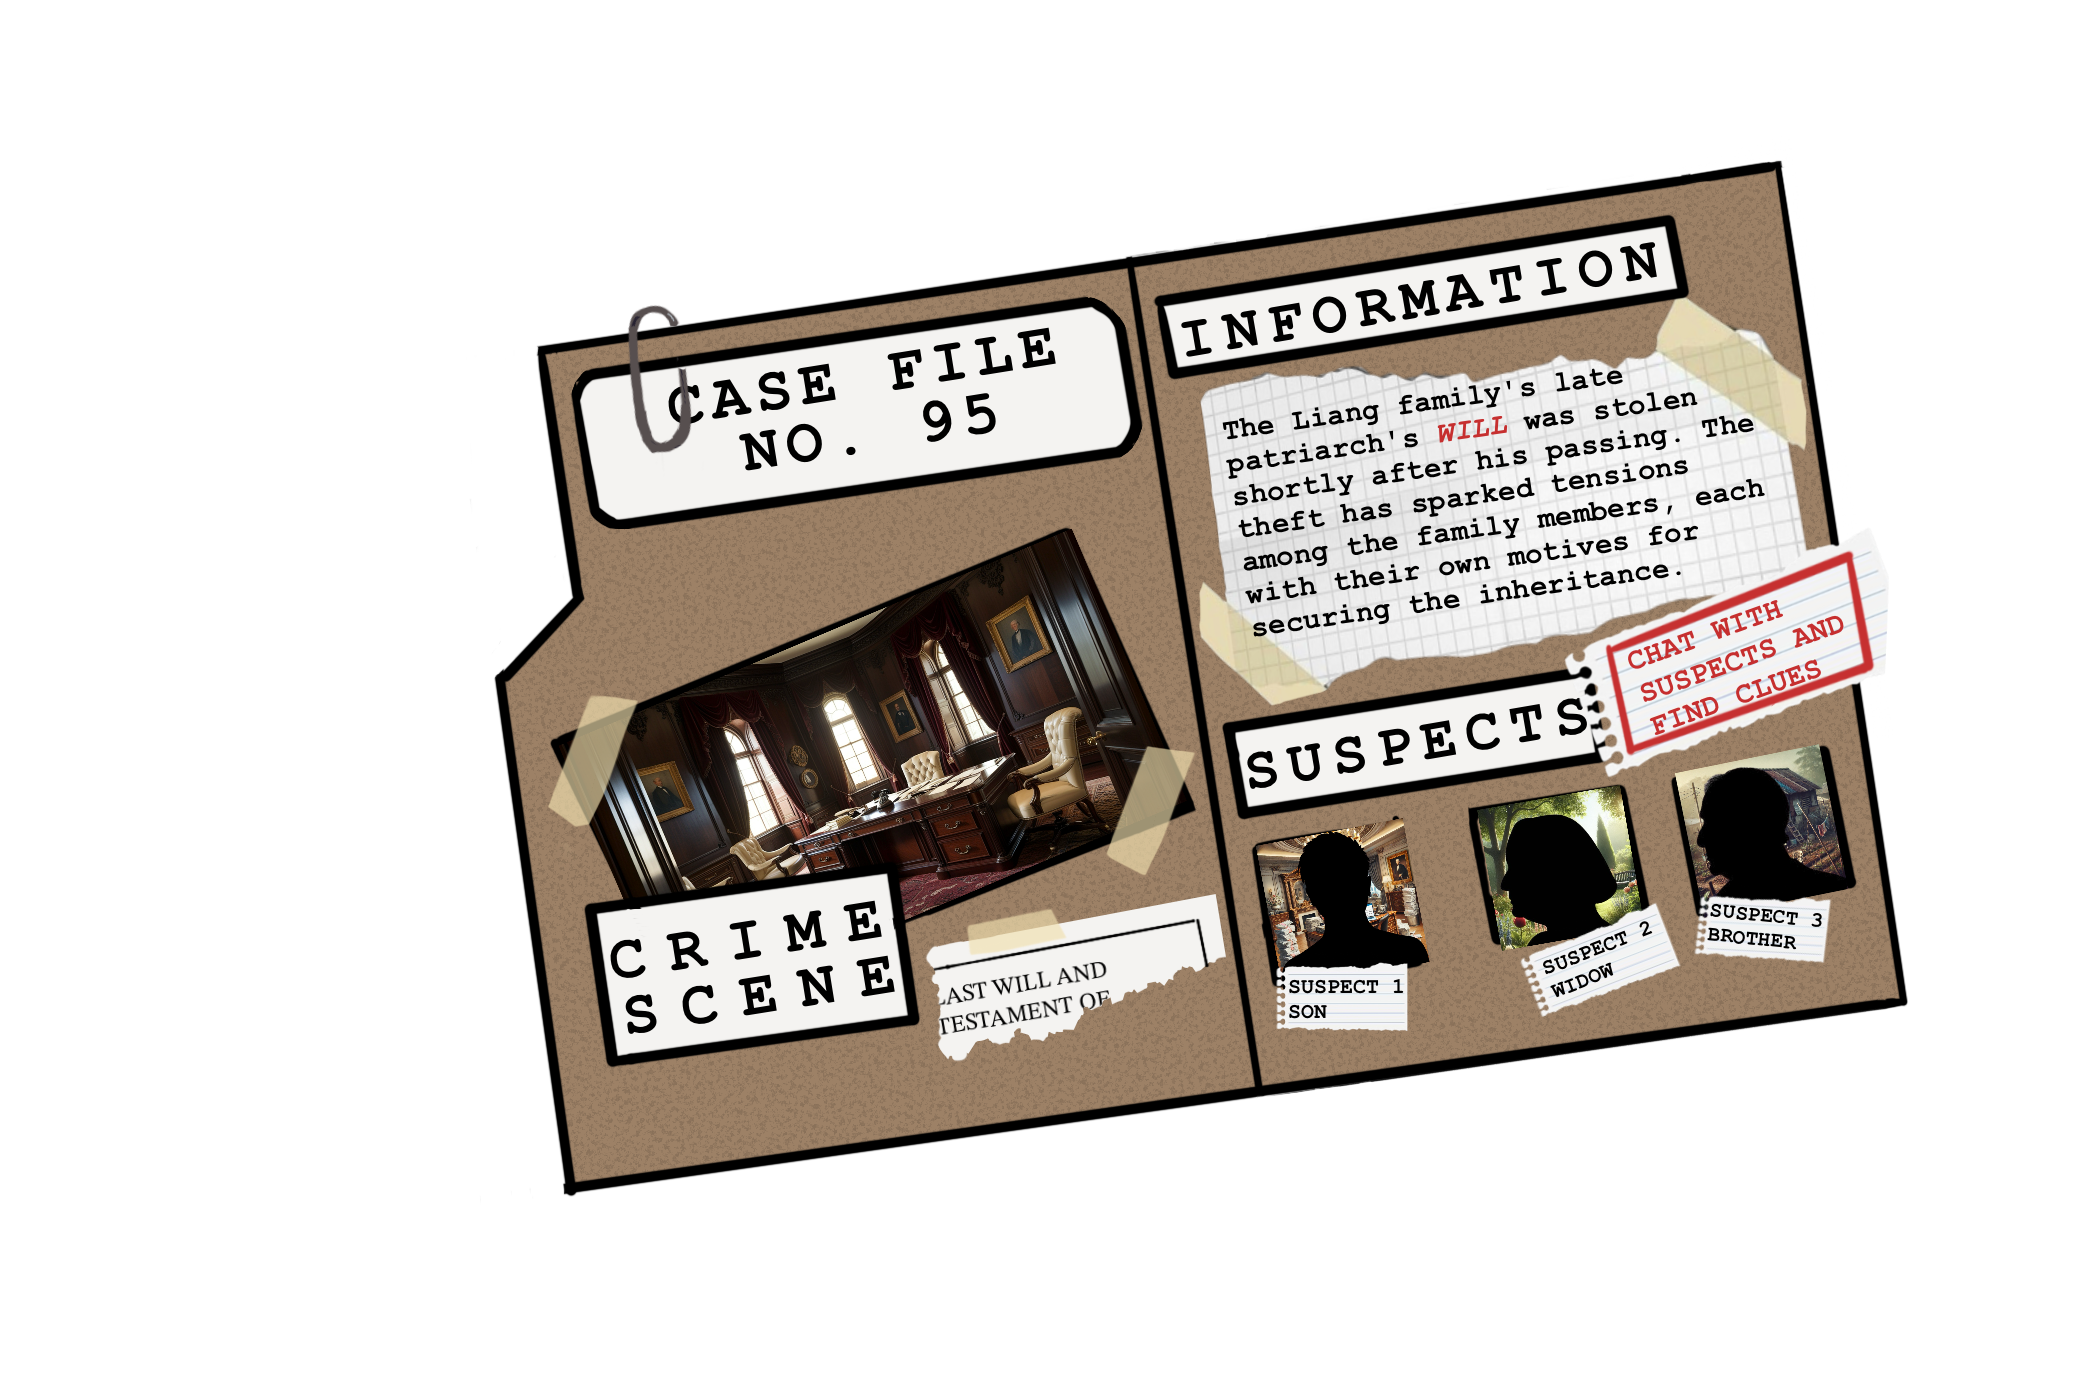 CASE FILE
NO. 95
CRIME
SCENE
LAST WILL AND
TESTAMENT OF
INFORMATION
The Liang family's late
patriarch's WILL was stolen
shortly after his passing. The
theft has sparked tensions
among the family members, each
with their own motives for
securing the inheritance.
CHAT WITH
SUSPECTS AND
FIND CLUES
SUSPECTS
SUSPECT 1
SON
SUSPECT 2
WIDOW
SUSPECT 3
BROTHER